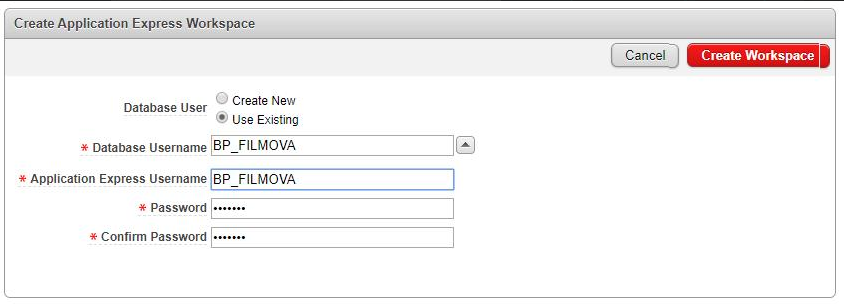 Create Application Express Workspace
Cancel Create Workspace
Database User Create New
Use Existing
* Database Username BP_FILMOVA
* Application Express Username BP_FILMOVA
* Password •••••••
* Confirm Password •••••••